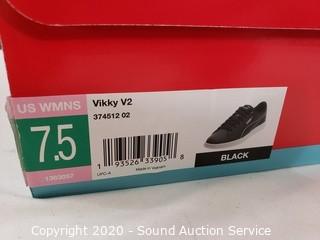 US WMNS
7.5
1363357
Vikky V2
374512 02
1 93526 33905 8
UPC-A
Made in Vietnam
BLACK
Copyright 2020 - Sound Auction Service